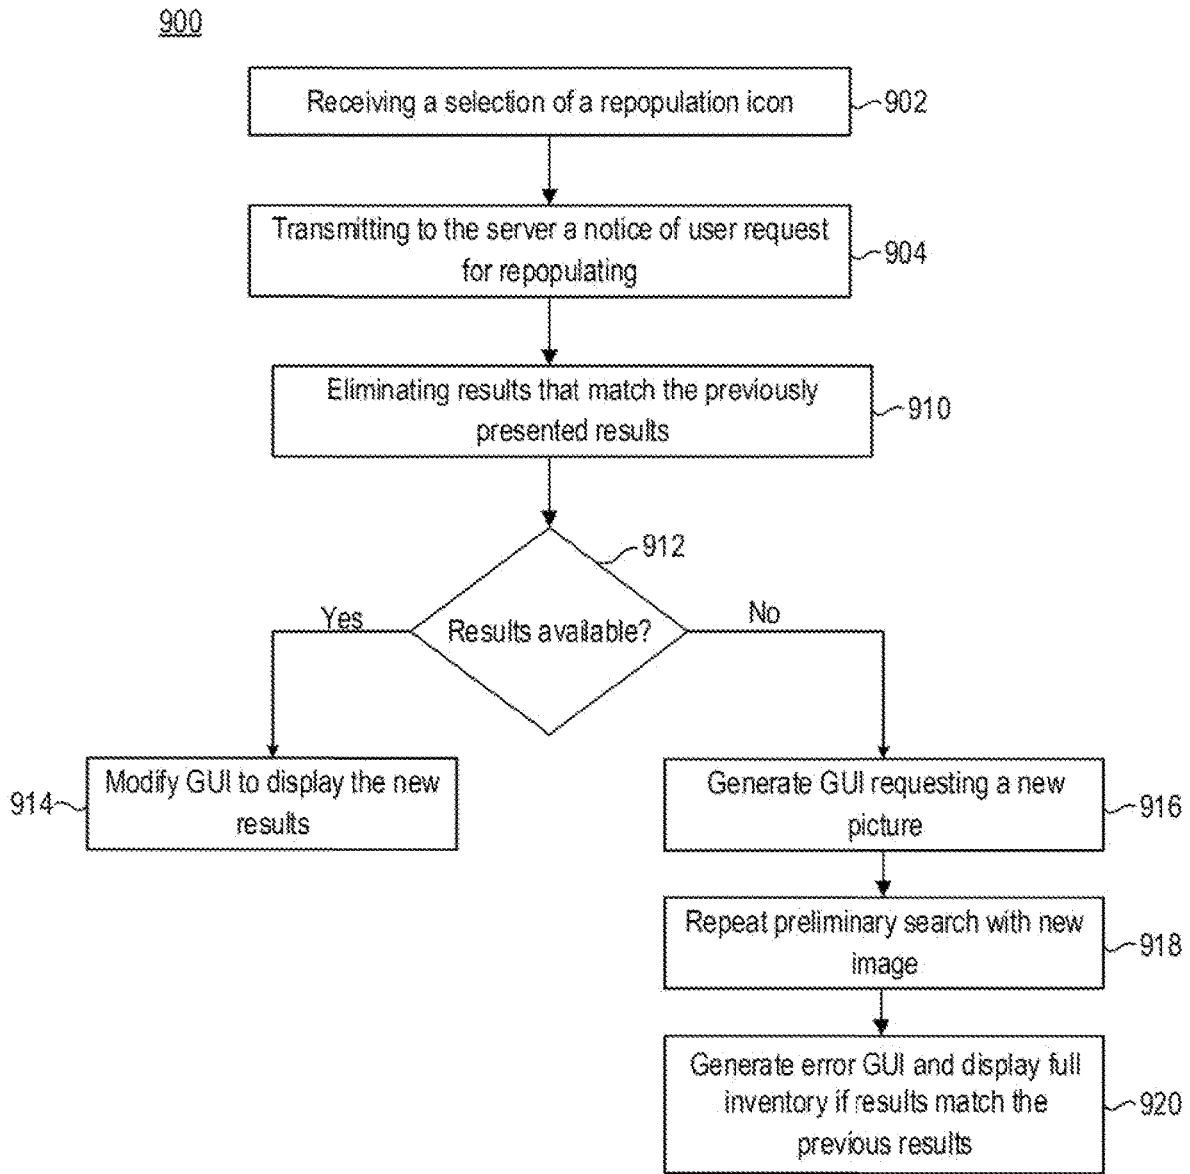 900
Receiving a selection of a repopulation icon
902
Transmitting to the server a notice of user request
for repopulating
904
Eliminating results that match the previously
presented results
910
912
Yes
Results available?
No
Modify GUI to display the new
results
914
Generate GUI requesting a new
picture
916
Repeat preliminary search with new
image
918
Generate error GUI and display full
inventory if results match the
previous results
920